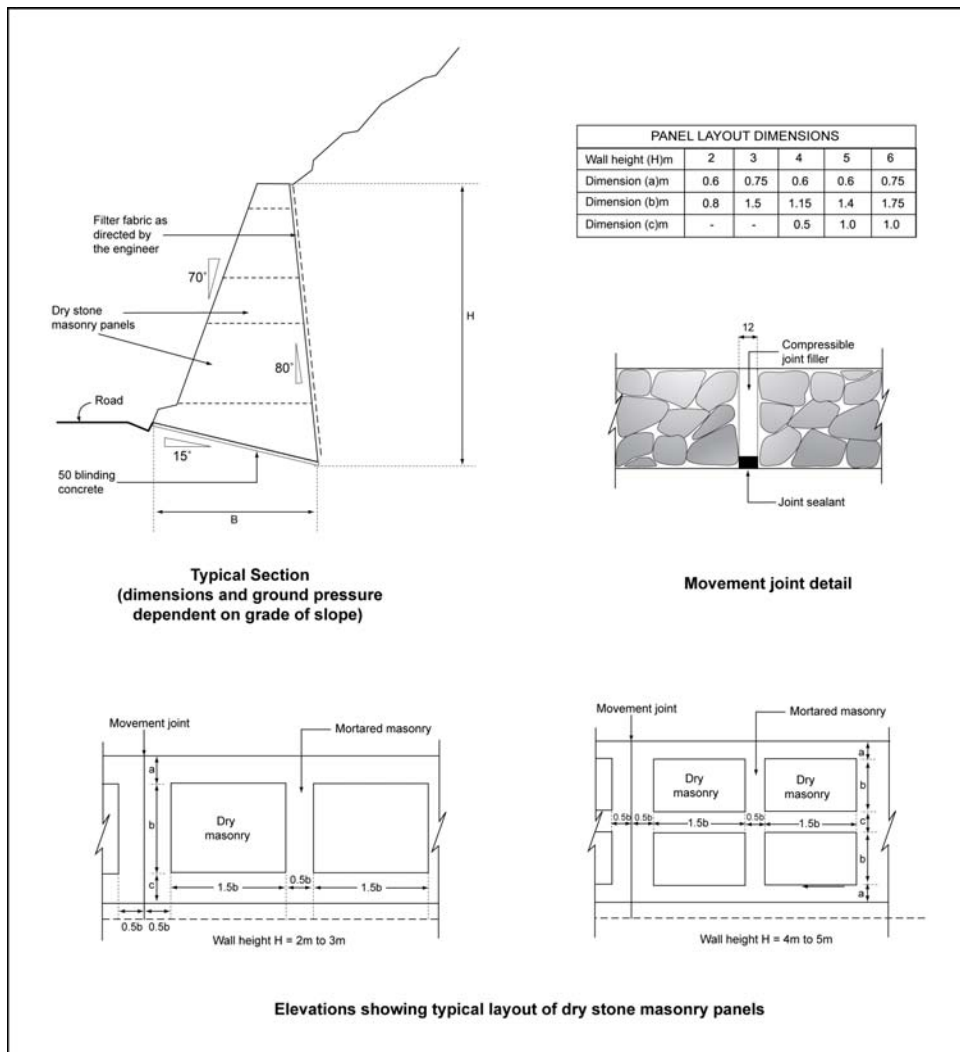 Filter fabric as
directed by
the engineer
70°
Dry stone
masonry panels
80°
H
Road
15°
50 blinding
concrete
B
Typical Section
(dimensions and ground pressure
dependent on grade of slope)
PANEL LAYOUT DIMENSIONS
Wall height (H)m 2 3 4 5 6
Dimension (a)m 0.6 0.75 0.6 0.6 0.75
Dimension (b)m 0.8 1.5 1.15 1.4 1.75
Dimension (c)m - - 0.5 1.0 1.0
12
Compressible
joint filler
Joint sealant
Movement joint detail
Movement joint
Mortared masonry
a
b
Dry
masonry
c
1.5b 0.5b 1.5b
0.5b 0.5b
Wall height H = 2m to 3m
Movement joint
Mortared masonry
a
Dry
masonry
Dry
masonry
b
0.5b 0.5b 1.5b 0.5b 1.5b
c
b
a
Wall height H = 4m to 5m
Elevations showing typical layout of dry stone masonry panels